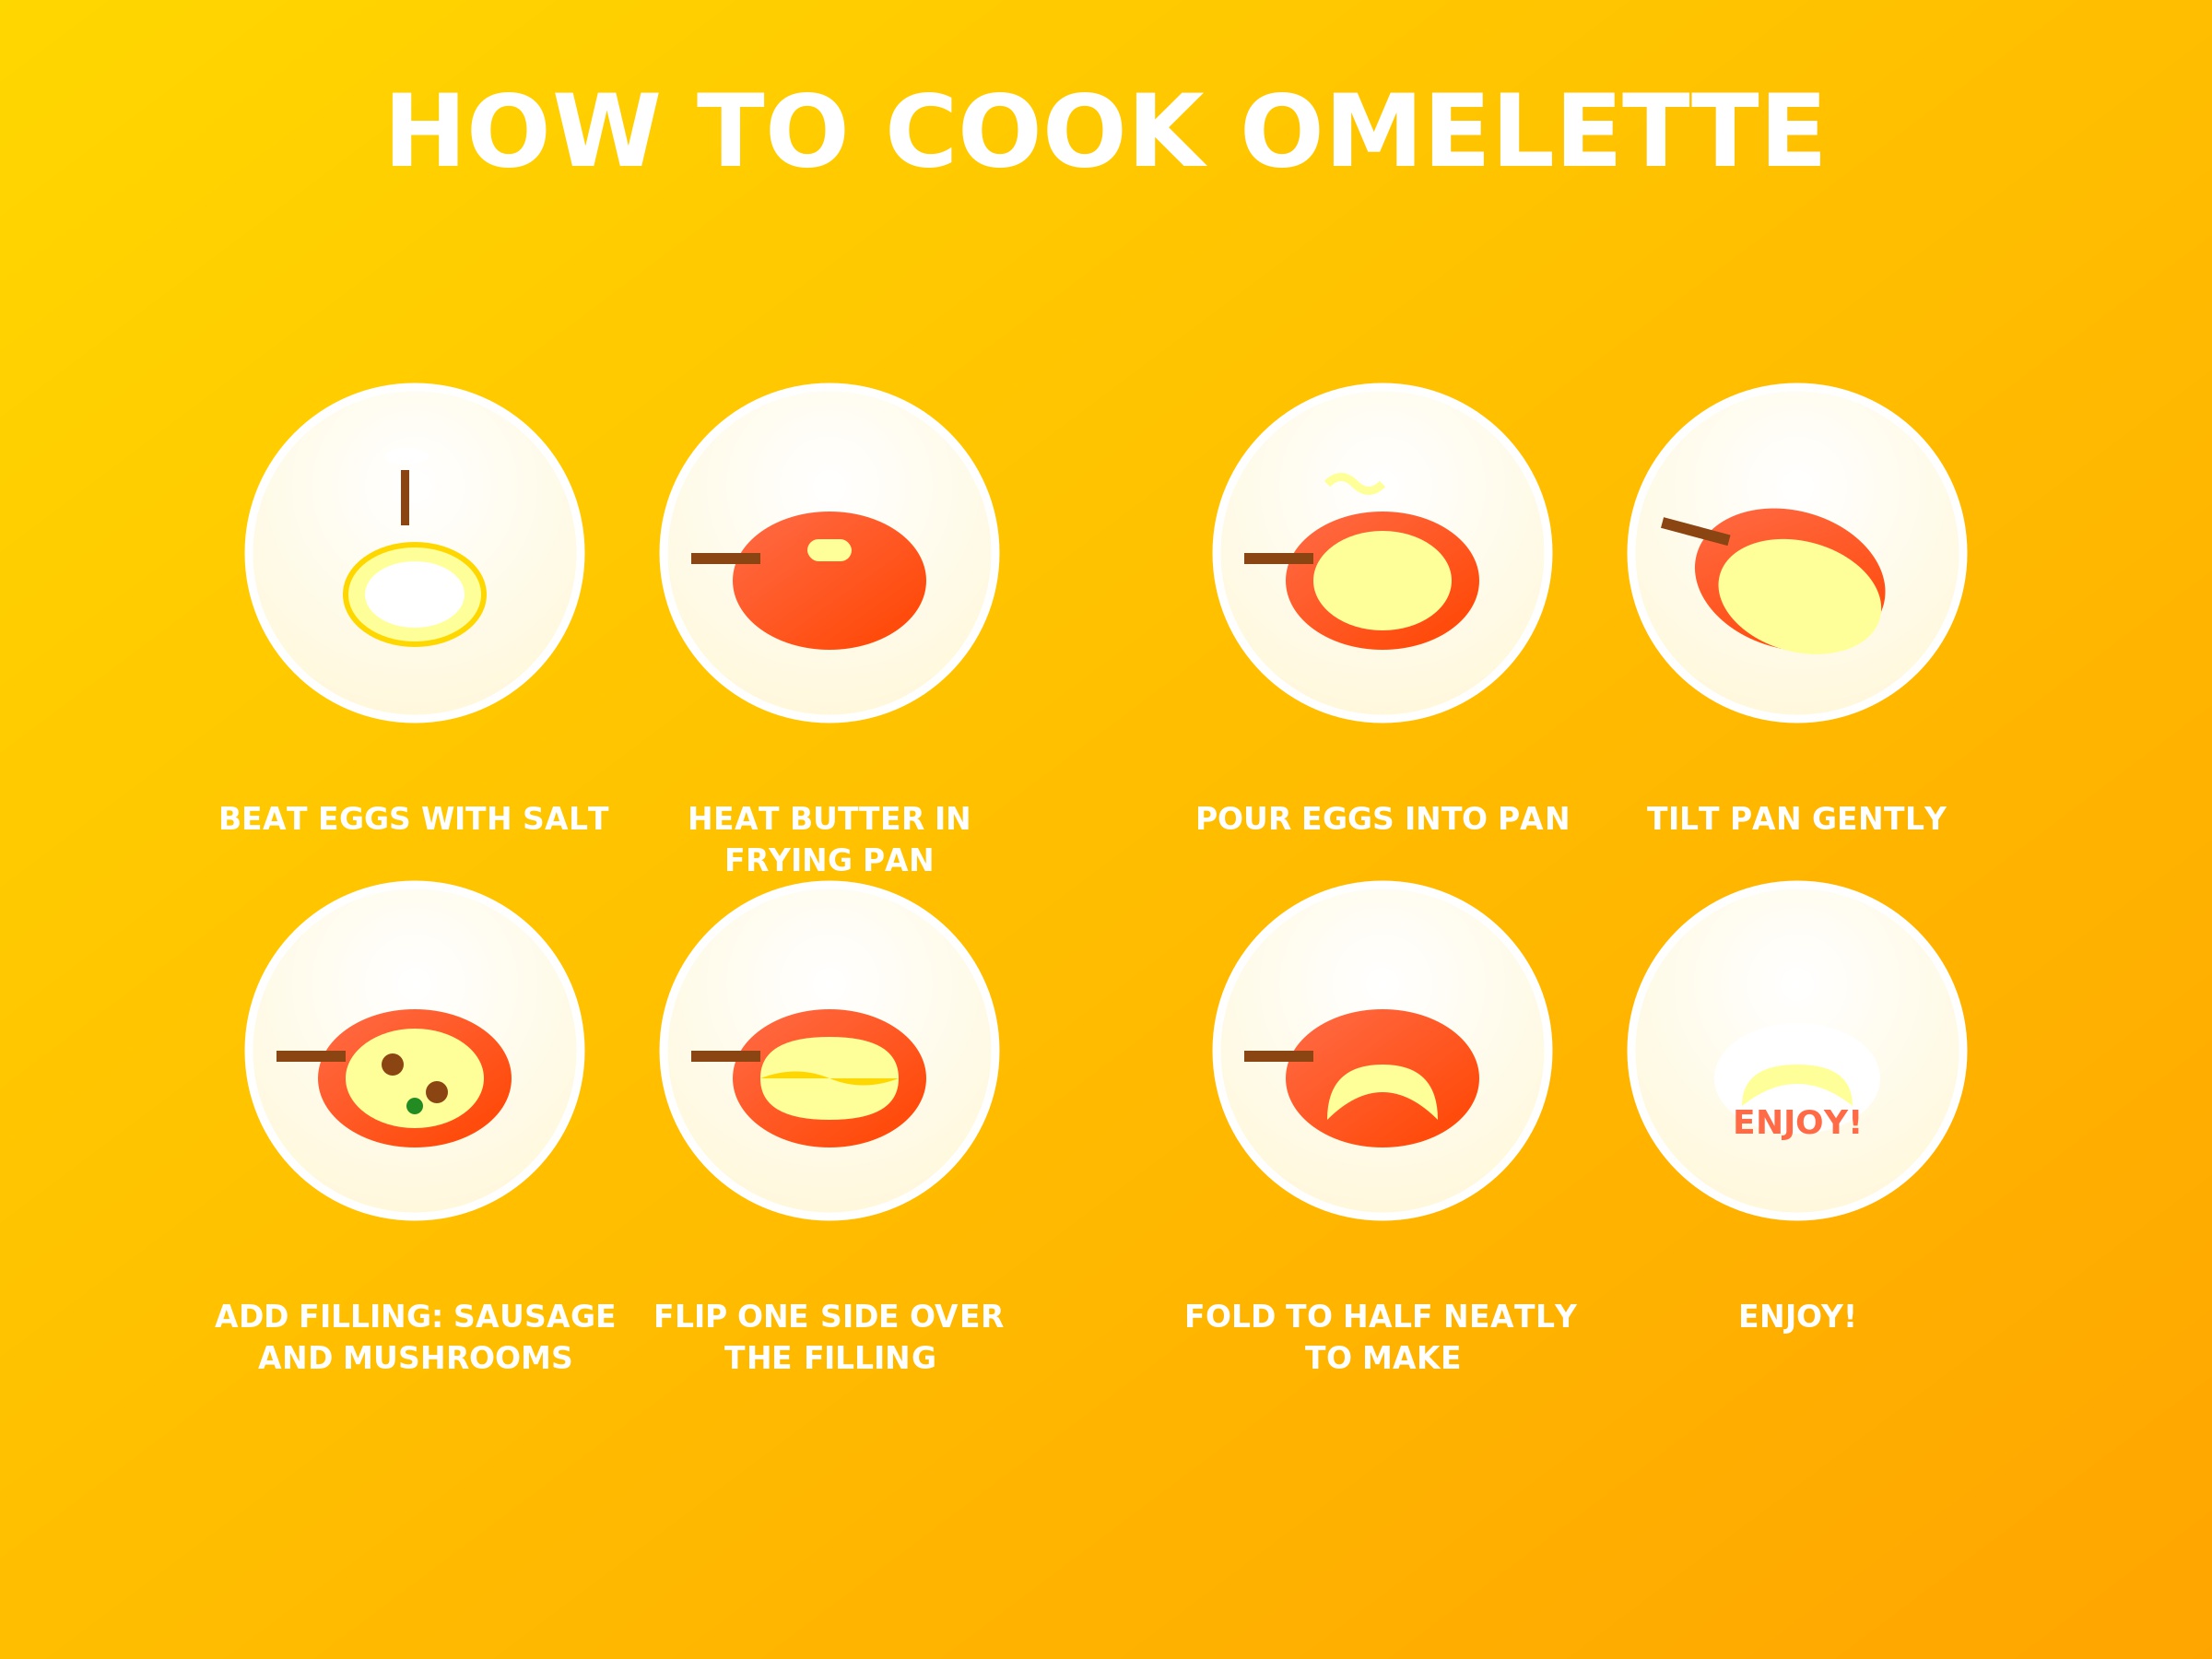 HOW TO COOK OMELETTE
BEAT EGGS WITH SALT
HEAT BUTTER IN
FRYING PAN
POUR EGGS INTO PAN
TILT PAN GENTLY
ENJOY!
ADD FILLING: SAUSAGE
AND MUSHROOMS
FLIP ONE SIDE OVER
THE FILLING
FOLD TO HALF NEATLY
TO MAKE
ENJOY!